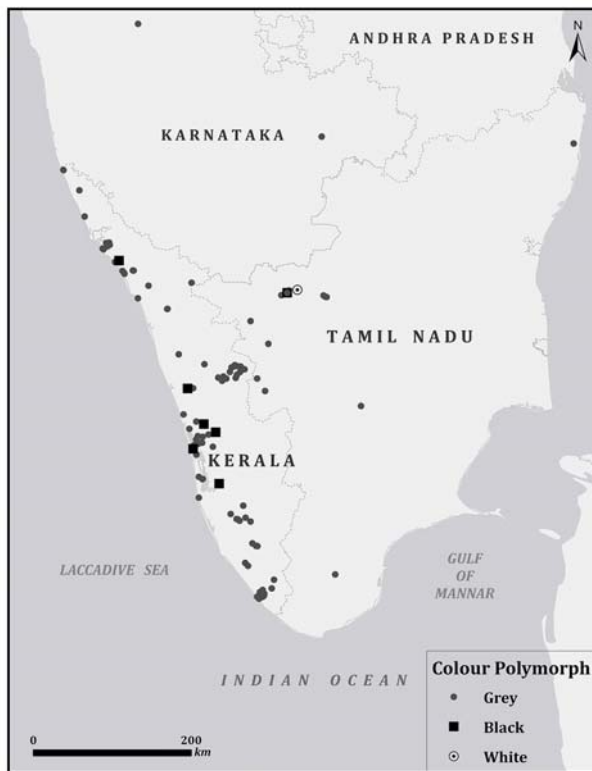 ANDHRA PRADESH
N
KARNATAKA
TAMIL NADU
KERALA
LACCADIVE SEA
GULF
OF
MANNAR
INDIAN OCEAN
Colour Polymorph
Grey
Black
White
0 200
km